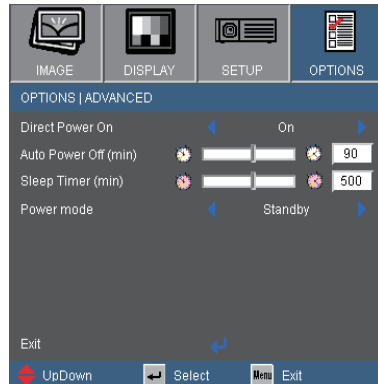 IMAGE DISPLAY SETUP OPTIONS
OPTIONS | ADVANCED
Direct Power On On
Auto Power Off (min) 90
Sleep Timer (min) 500
Power mode Standby
Exit
UpDown Select Menu Exit